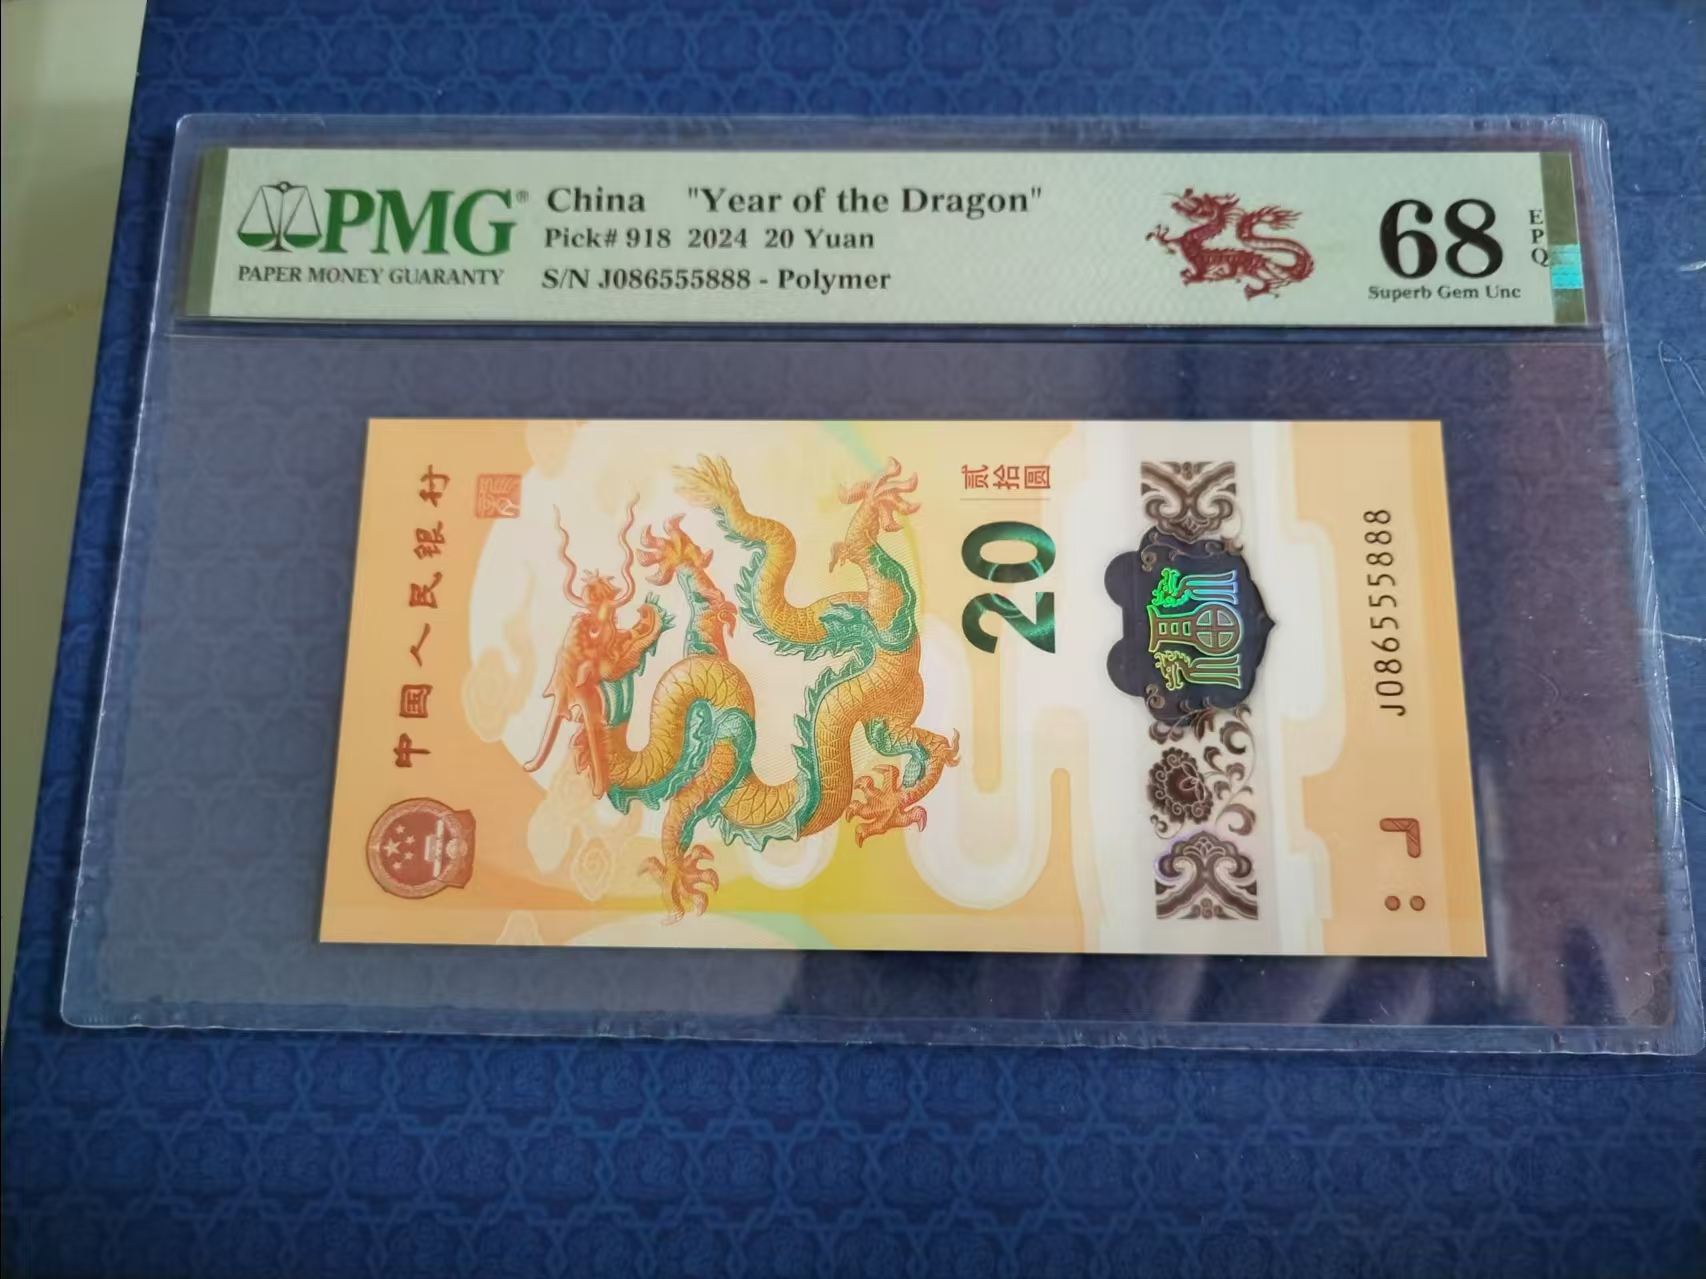 PMG®
PAPER MONEY GUARANTY
China "Year of the Dragon"
Pick# 918 2024 20 Yuan
S/N J086555888 - Polymer
68
EPQ
Superb Gem Unc
中国人民银行
贰拾圆
20
J086555888